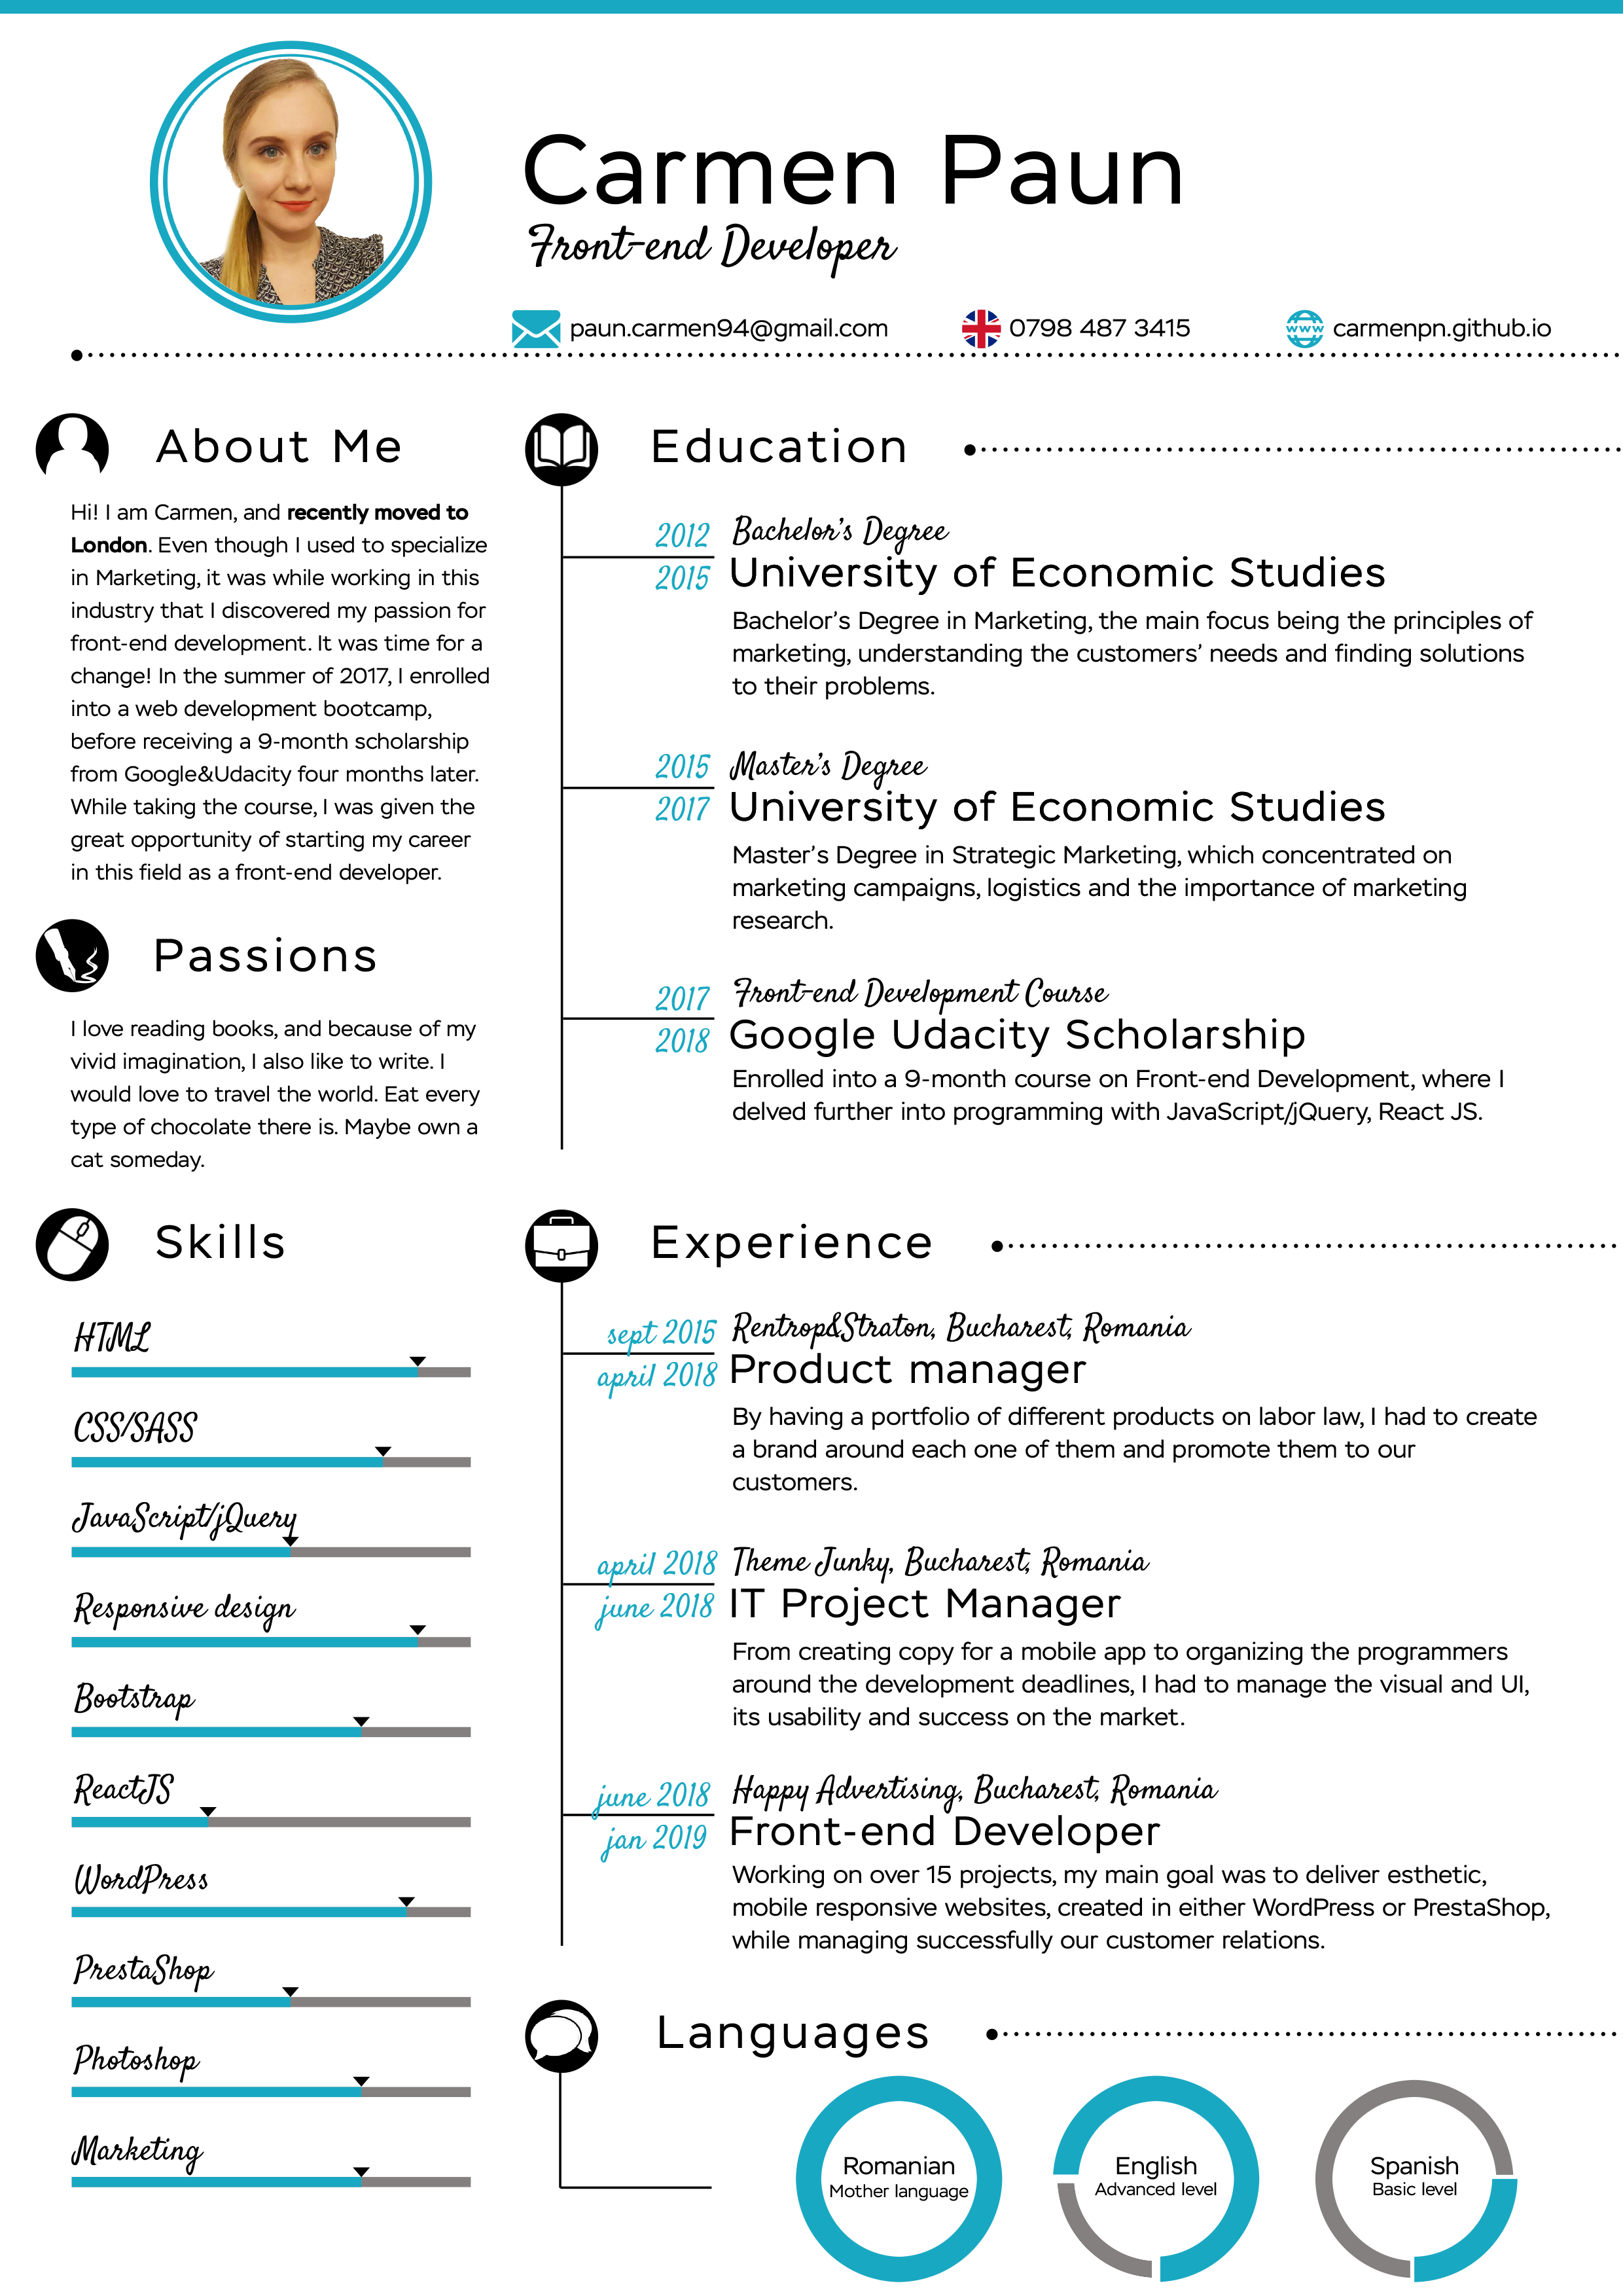 Carmen Paun
Front-end Developer
paun.carmen94@gmail.com
0798 487 3415
www
carmenpn.github.io
About Me
Hi! I am Carmen, and recently moved to
London. Even though I used to specialize
in Marketing, it was while working in this
industry that I discovered my passion for
front-end development. It was time for a
change! In the summer of 2017, I enrolled
into a web development bootcamp,
before receiving a 9-month scholarship
from Google&Udacity four months later.
While taking the course, I was given the
great opportunity of starting my career
in this field as a front-end developer.
Passions
I love reading books, and because of my
vivid imagination, I also like to write. I
would love to travel the world. Eat every
type of chocolate there is. Maybe own a
cat someday.
Skills
HTML
CSS/SASS
JavaScript/jQuery
Responsive design
Bootstrap
ReactJS
WordPress
PrestaShop
Photoshop
Marketing
Education
2012
2015
Bachelor's Degree
University of Economic Studies
Bachelor's Degree in Marketing, the main focus being the principles of
marketing, understanding the customers' needs and finding solutions
to their problems.
2015
2017
Master's Degree
University of Economic Studies
Master's Degree in Strategic Marketing, which concentrated on
marketing campaigns, logistics and the importance of marketing
research.
2017
2018
Front-end Development Course
Google Udacity Scholarship
Enrolled into a 9-month course on Front-end Development, where I
delved further into programming with JavaScript/jQuery, React JS.
Experience
sept 2015
april 2018
Rentrop&Straton, Bucharest, Romania
Product manager
By having a portfolio of different products on labor law, I had to create
a brand around each one of them and promote them to our
customers.
april 2018
june 2018
Theme Junky, Bucharest, Romania
IT Project Manager
From creating copy for a mobile app to organizing the programmers
around the development deadlines, I had to manage the visual and UI,
its usability and success on the market.
june 2018
jan 2019
Happy Advertising, Bucharest, Romania
Front-end Developer
Working on over 15 projects, my main goal was to deliver esthetic,
mobile responsive websites, created in either WordPress or PrestaShop,
while managing successfully our customer relations.
Languages
Romanian
Mother language
English
Advanced level
Spanish
Basic level